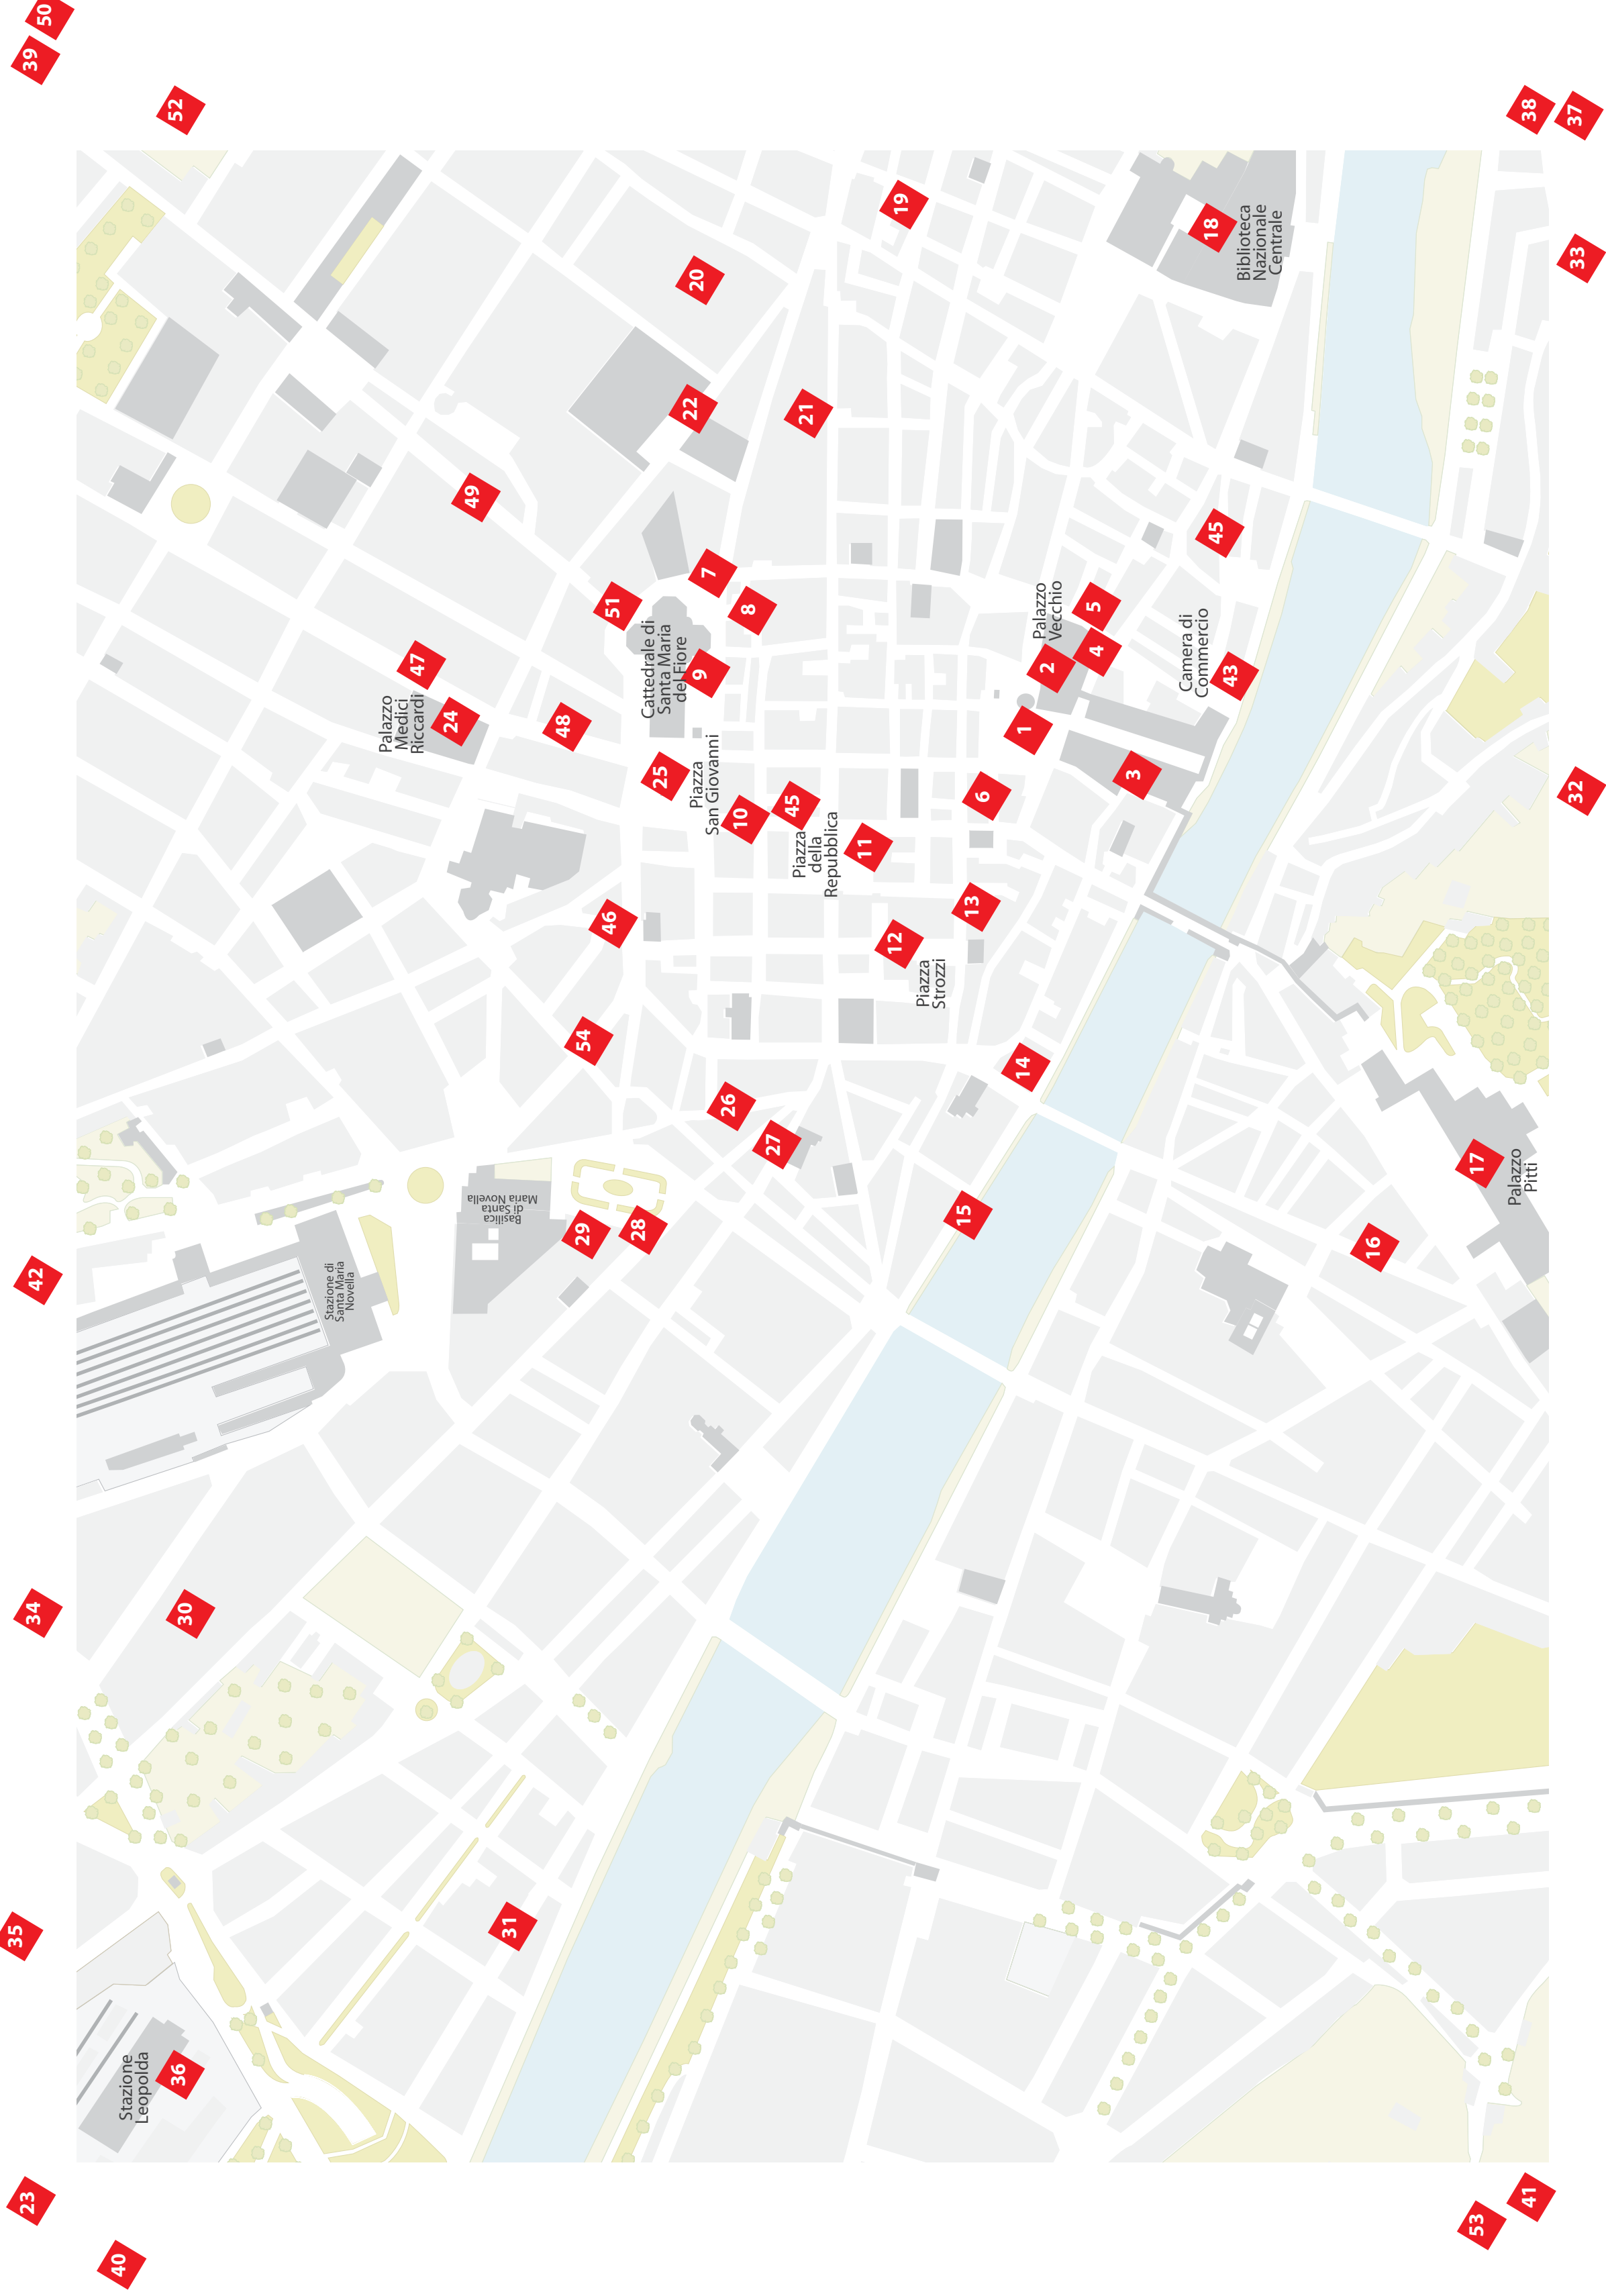 35
23
39
34
42
50
40
Stazione
Leopolda
52
36
30
Stazione di
Santa Maria
Novella
Palazzo
Medici
Riccardi
47
24
49
Basilica
di Santa
Maria Novella
31
48
29
54
46
51
28
Cattedrale di
Santa Maria
del Fiore
25
22
20
9
7
Piazza
San Giovanni
26
10
8
27
45
21
Piazza
della
Repubblica
11
12
19
Piazza
Strozzi
15
13
6
14
1
Palazzo
Vecchio
2
4
5
3
Camera di
Commercio
18
45
43
Biblioteca
Nazionale
Centrale
16
53
17
Palazzo
Pitti
41
38
32
37
33